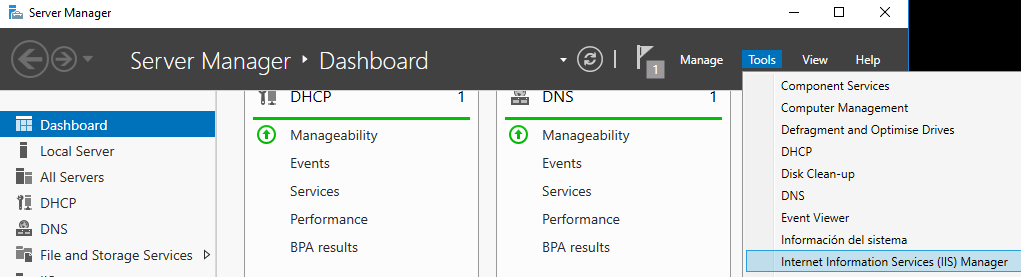 Server Manager
Server Manager ‣ Dashboard
1
Manage
Tools
View
Help
Dashboard
Local Server
All Servers
DHCP
DNS
File and Storage Services
DHCP 1
Manageability
Events
Services
Performance
BPA results
DNS 1
Manageability
Events
Services
Performance
BPA results
Component Services
Computer Management
Defragment and Optimise Drives
DHCP
Disk Clean-up
DNS
Event Viewer
Información del sistema
Internet Information Services (IIS) Manager